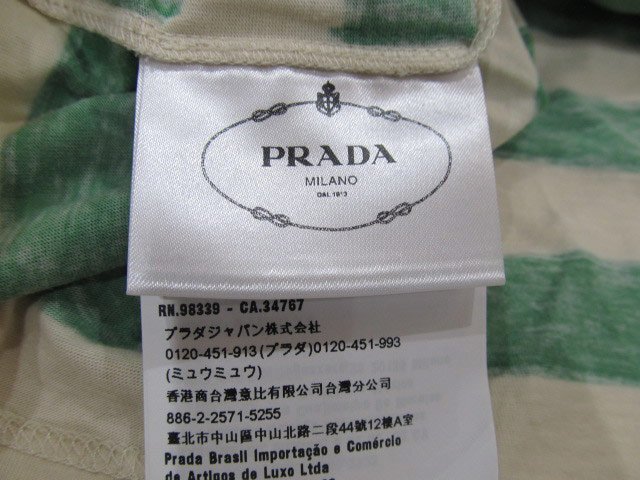 PRADA
MILANO
DAL 1913
RN.98339 - CA.34767
プラダジャパン株式会社
0120-451-913(プラダ)0120-451-993
(ミュウミュウ)
香港商台灣意比有限公司台灣分公司
886-2-2571-5255
臺北市中山區中山北路二段44號12樓A室
Prada Brasil Importação e Comércio
de Artigos de Luxo Ltda